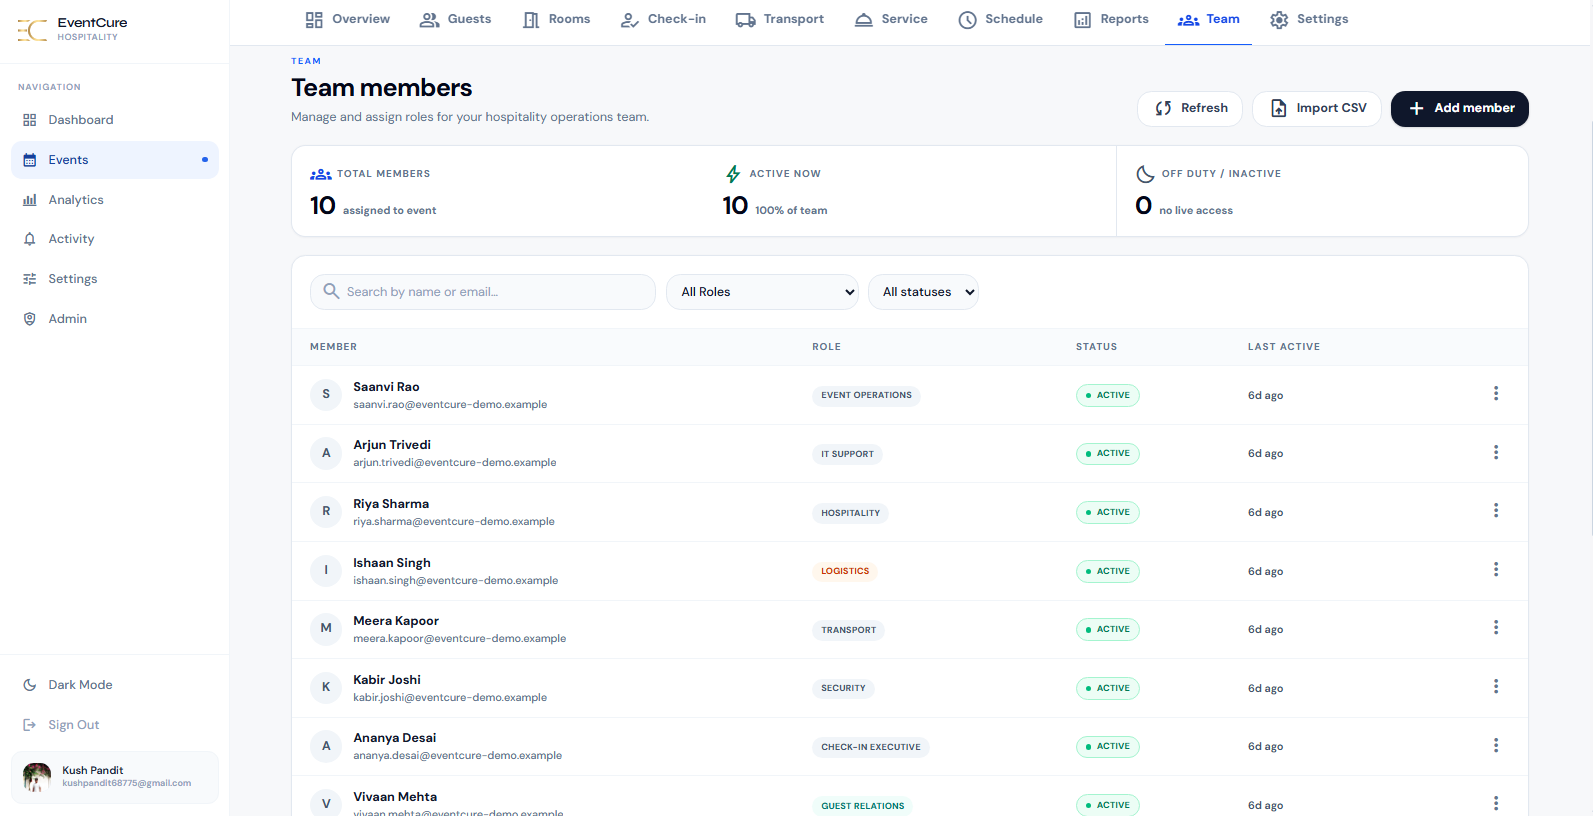 EventCure
HOSPITALITY
NAVIGATION
Dashboard
Events
Analytics
Activity
Settings
Admin
Dark Mode
Sign Out
Kush Pandit
kushpandit68775@gmail.com
Overview Guests Rooms Check-in Transport Service Schedule Reports Team Settings
TEAM
Team members
Manage and assign roles for your hospitality operations team.
Refresh Import CSV Add member
TOTAL MEMBERS
10 assigned to event
ACTIVE NOW
10 100% of team
OFF DUTY / INACTIVE
0 no live access
Search by name or email... All Roles All statuses
MEMBER ROLE STATUS LAST ACTIVE
S Saanvi Rao
saanvi.rao@eventcure-demo.example
EVENT OPERATIONS ACTIVE 6d ago
A Arjun Trivedi
arjun.trivedi@eventcure-demo.example
IT SUPPORT ACTIVE 6d ago
R Riya Sharma
riya.sharma@eventcure-demo.example
HOSPITALITY ACTIVE 6d ago
I Ishaan Singh
ishaan.singh@eventcure-demo.example
LOGISTICS ACTIVE 6d ago
M Meera Kapoor
meera.kapoor@eventcure-demo.example
TRANSPORT ACTIVE 6d ago
K Kabir Joshi
kabir.joshi@eventcure-demo.example
SECURITY ACTIVE 6d ago
A Ananya Desai
ananya.desai@eventcure-demo.example
CHECK-IN EXECUTIVE ACTIVE 6d ago
V Vivaan Mehta
vivaan.mehta@eventcure-demo.example
GUEST RELATIONS ACTIVE 6d ago